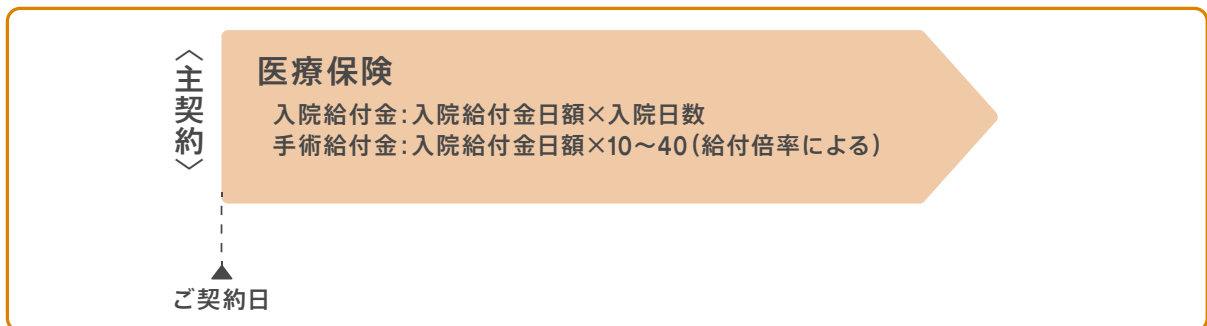 〈主契約〉
医療保険
入院給付金:入院給付金日額×入院日数
手術給付金:入院給付金日額×10〜40(給付倍率による)
ご契約日